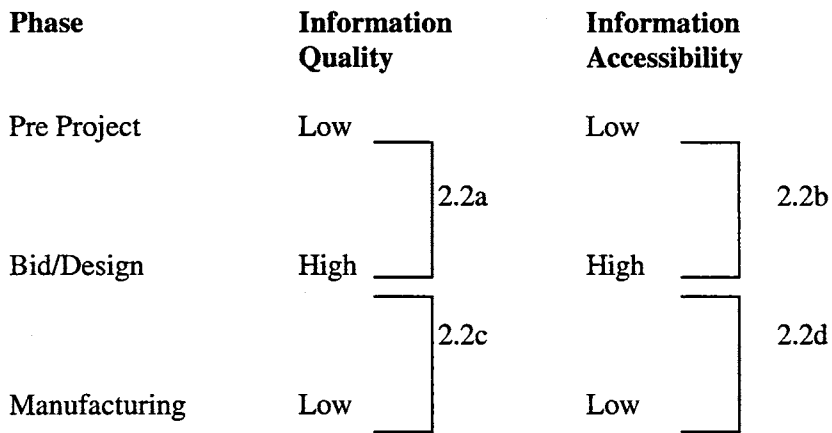 Phase Information Quality Information Accessibility
Pre Project Low Low
2.2a 2.2b
Bid/Design High High
2.2c 2.2d
Manufacturing Low Low